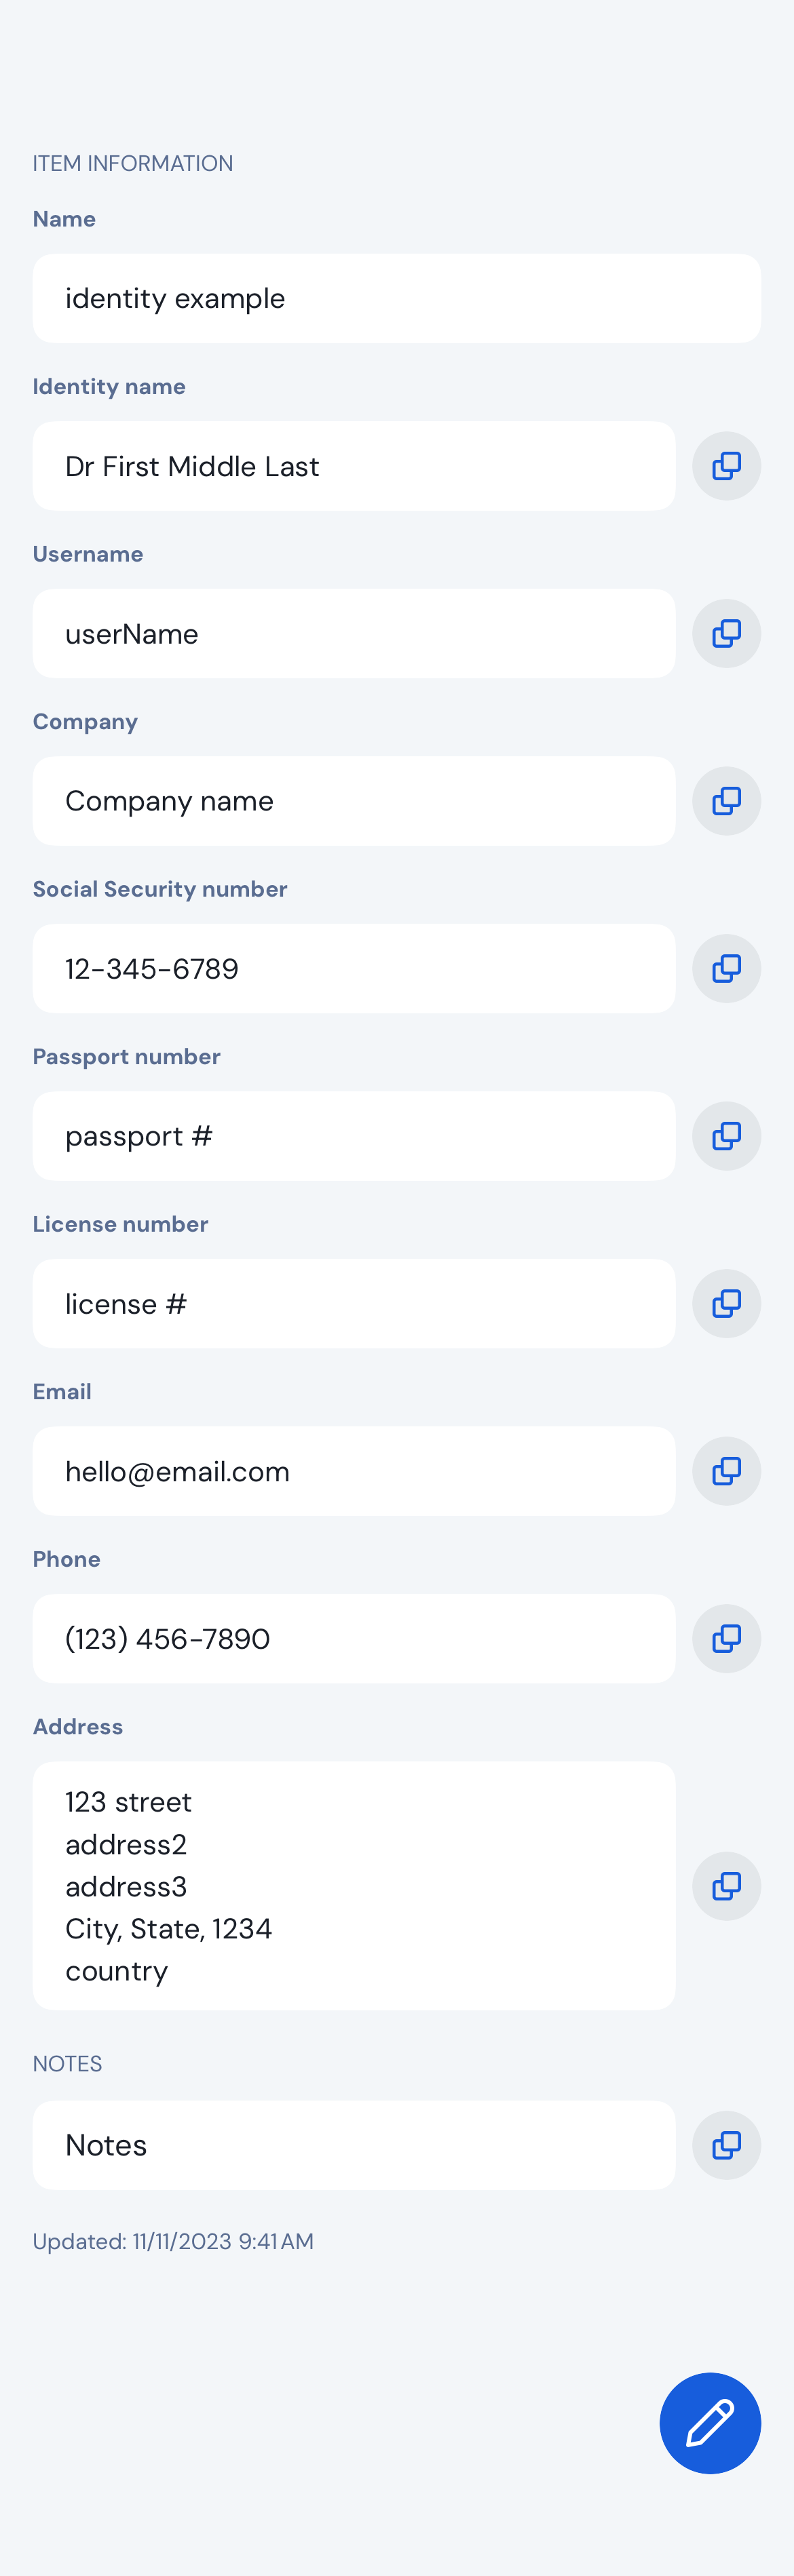 ITEM INFORMATION
Name
identity example
Identity name
Dr First Middle Last
Username
userName
Company
Company name
Social Security number
12-345-6789
Passport number
passport #
License number
license #
Email
hello@email.com
Phone
(123) 456-7890
Address
123 street
address2
address3
City, State, 1234
country
NOTES
Notes
Updated: 11/11/2023 9:41 AM